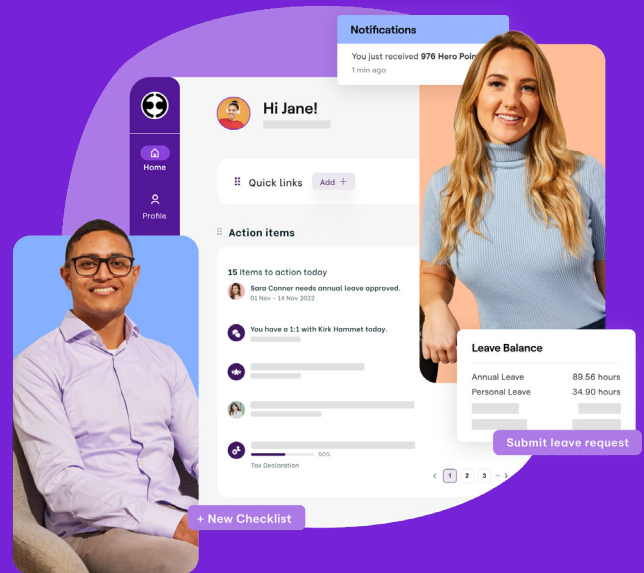 Notifications
You just received 976 Hero
1 min ago
Hi Jane!
Home
Quick links
Add +
Profile
Action items
15 Items to action today
Sara Conner needs annual leave approved.
01 Nov - 14 Nov 2022
You have a 1:1 with Kirk Hammet today.
50%
Tax Declaration
< 1 2 3 – >
+ New Checklist
Leave Balance
Annual Leave 89.56 hours
Personal Leave 34.90 hours
Submit leave request